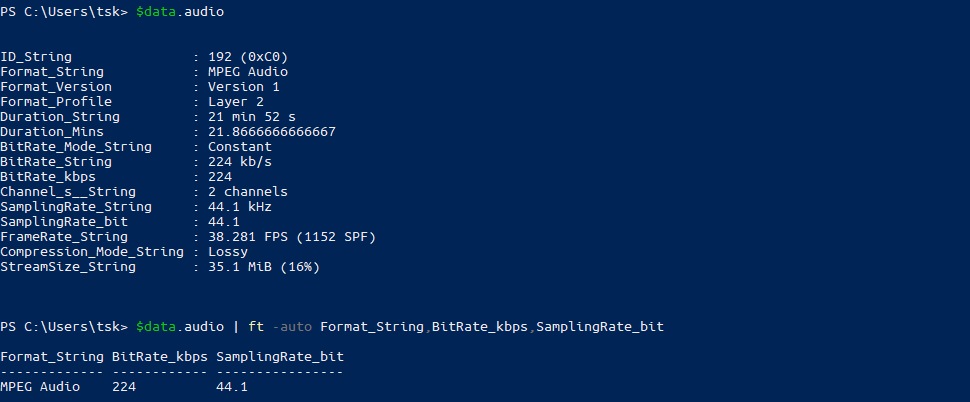 PS C:\Users\tsk> $data.audio
ID_String : 192 (0xC0)
Format_String : MPEG Audio
Format_Version : Version 1
Format_Profile : Layer 2
Duration_String : 21 min 52 s
Duration_Mins : 21.8666666666667
BitRate_Mode_String : Constant
BitRate_String : 224 kb/s
BitRate_kbps : 224
Channel_s__String : 2 channels
SamplingRate_String : 44.1 kHz
SamplingRate_bit : 44.1
FrameRate_String : 38.281 FPS (1152 SPF)
Compression_Mode_String : Lossy
StreamSize_String : 35.1 MiB (16%)
PS C:\Users\tsk> $data.audio | ft -auto Format_String,BitRate_kbps,SamplingRate_bit
Format_String BitRate_kbps SamplingRate_bit
------------- ------------ ----------------
MPEG Audio 224 44.1